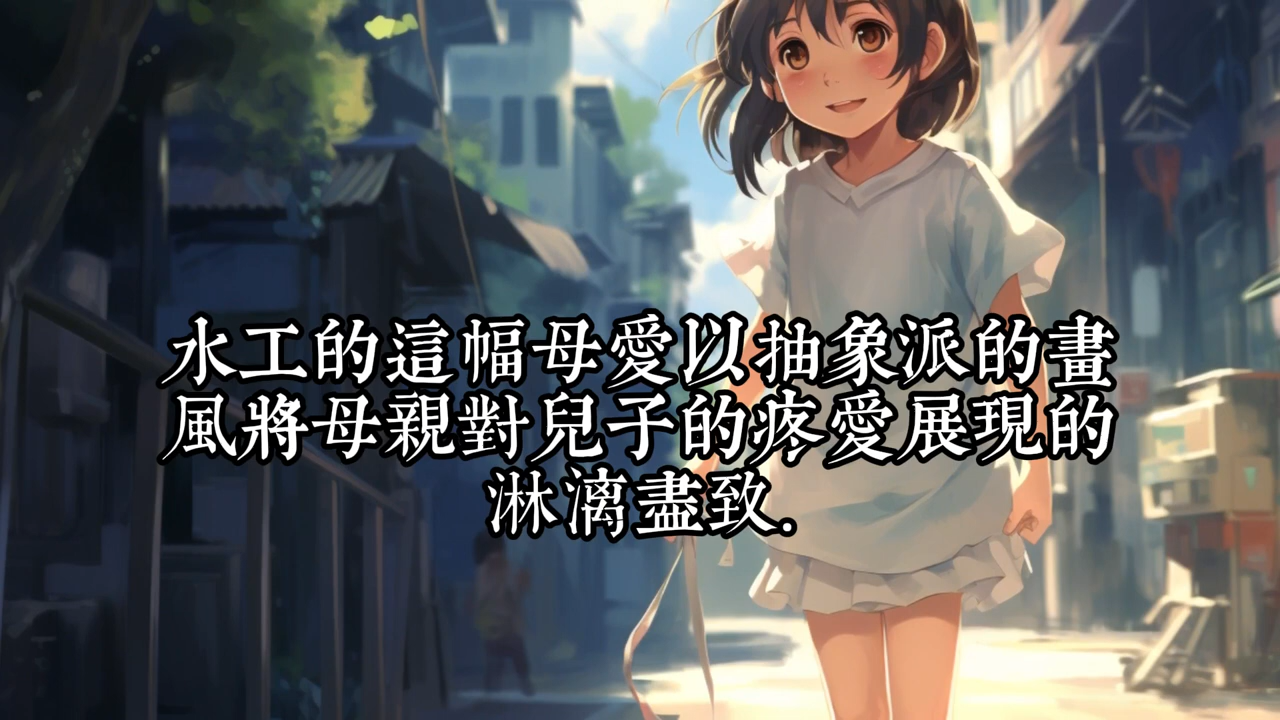 水工的這幅母愛以抽象派的畫
風將母親對兒子的疼愛展現的
淋漓盡致.